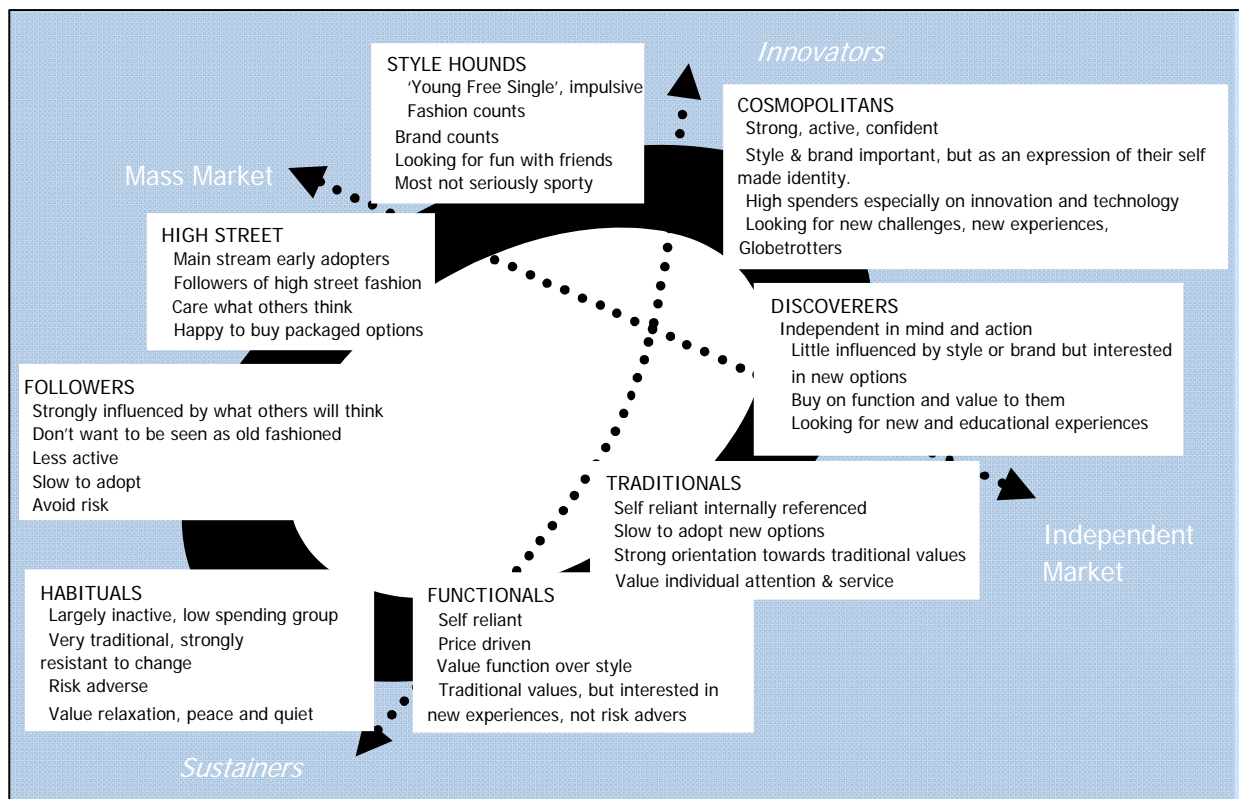 Innovators
STYLE HOUNDS
'Young Free Single', impulsive
Fashion counts
Brand counts
Looking for fun with friends
Most not seriously sporty
COSMOPOLITANS
Strong, active, confident
Style & brand important, but as an expression of their self
made identity.
High spenders especially on innovation and technology
Looking for new challenges, new experiences,
Globetrotters
Mass Market
HIGH STREET
Main stream early adopters
Followers of high street fashion
Care what others think
Happy to buy packaged options
DISCOVERERS
Independent in mind and action
Little influenced by style or brand but interested
in new options
Buy on function and value to them
Looking for new and educational experiences
FOLLOWERS
Strongly influenced by what others will think
Don't want to be seen as old fashioned
Less active
Slow to adopt
Avoid risk
TRADITIONALS
Self reliant internally referenced
Slow to adopt new options
Strong orientation towards traditional values
Value individual attention & service
Independent
Market
HABITUALS
Largely inactive, low spending group
Very traditional, strongly
resistant to change
Risk adverse
Value relaxation, peace and quiet
FUNCTIONALS
Self reliant
Price driven
Value function over style
Traditional values, but interested in
new experiences, not risk advers
Sustainers